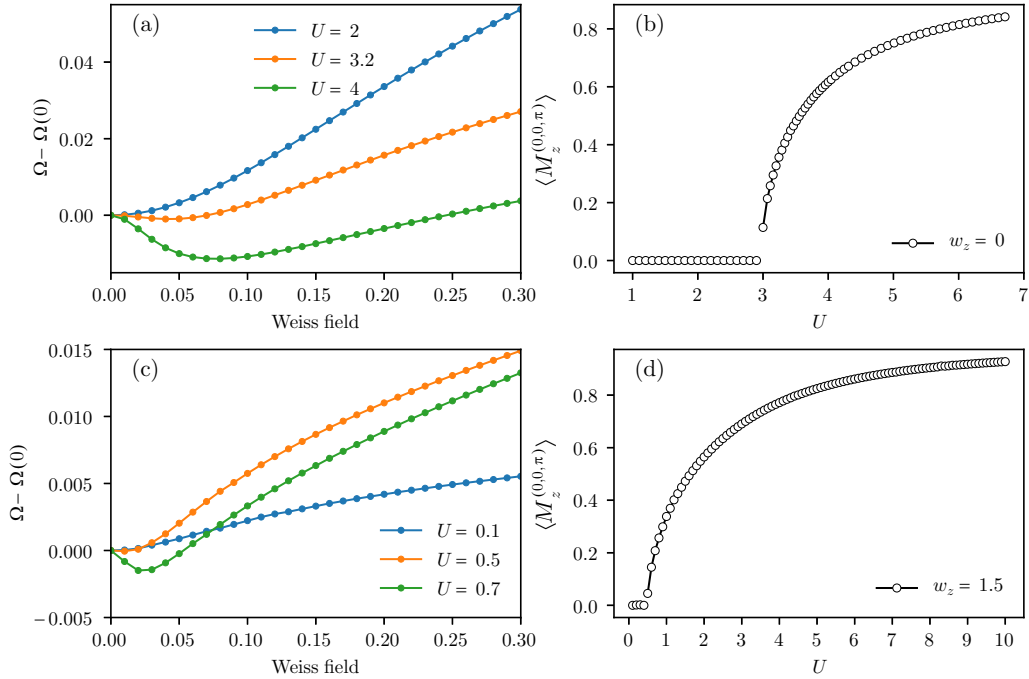 (a)
U = 2
U = 3.2
U = 4
0.04
0.02
0.00
Ω− Ω(0)
0.00 0.05 0.10 0.15 0.20 0.25 0.30
Weiss field
(b)
0.8
0.6
0.4
0.2
0.0
⟨M_z^{(0,0,π)}⟩
w_z = 0
1 2 3 4 5 6 7
U
(c)
0.015
0.010
0.005
0.000
−0.005
Ω− Ω(0)
U = 0.1
U = 0.5
U = 0.7
0.00 0.05 0.10 0.15 0.20 0.25 0.30
Weiss field
(d)
0.8
0.6
0.4
0.2
0.0
⟨M_z^{(0,0,π)}⟩
w_z = 1.5
0 1 2 3 4 5 6 7 8 9 10
U